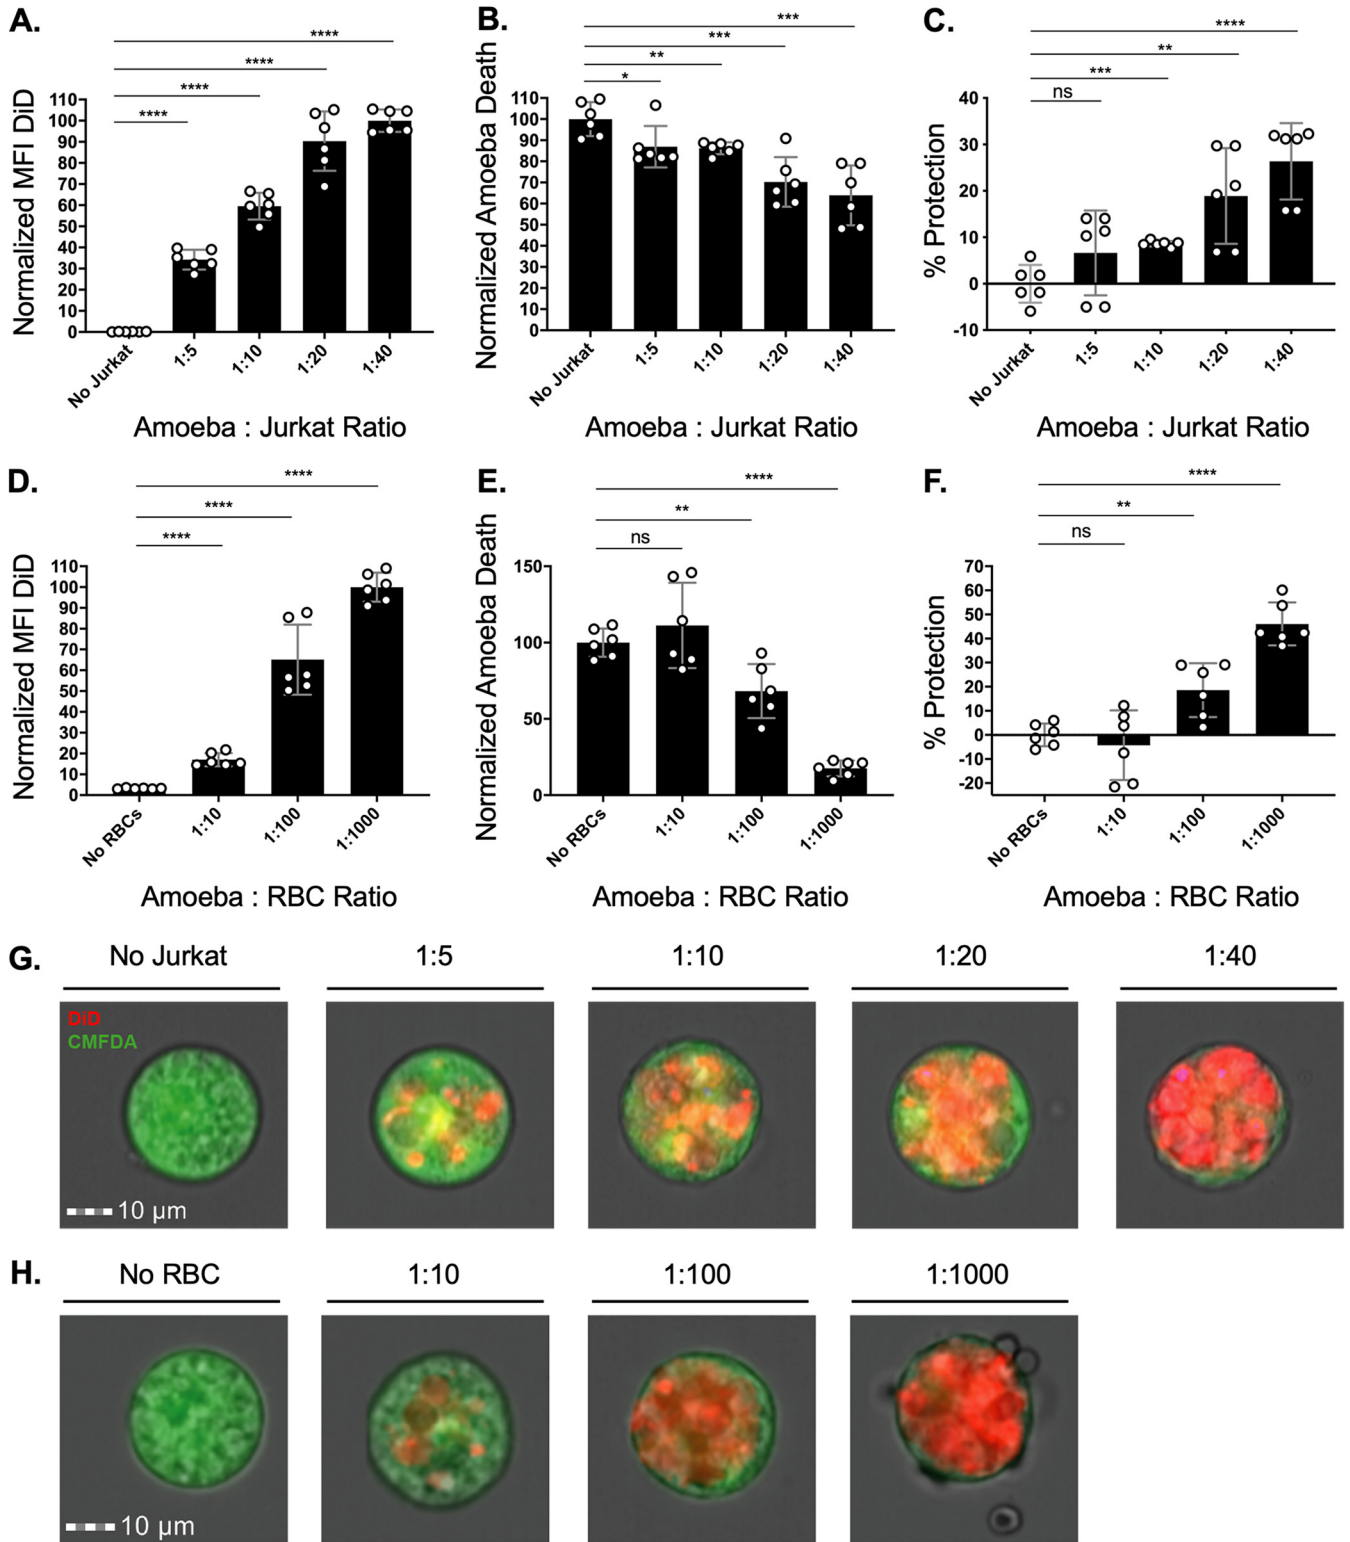 A.
Normalized MFI DiD
****
****
****
****
110
100
90
80
70
60
50
40
30
20
10
0
No Jurkat
1:5
1:10
1:20
1:40
Amoeba : Jurkat Ratio
B.
Normalized Amoeba Death
***
***
**
*
110
100
90
80
70
60
50
40
30
20
10
0
No Jurkat
1:5
1:10
1:20
1:40
Amoeba : Jurkat Ratio
C.
% Protection
****
**
***
ns
40
30
20
10
0
-10
No Jurkat
1:5
1:10
1:20
1:40
Amoeba : Jurkat Ratio
D.
Normalized MFI DiD
****
****
****
110
100
90
80
70
60
50
40
30
20
10
0
No RBCs
1:10
1:100
1:1000
Amoeba : RBC Ratio
E.
Normalized Amoeba Death
****
**
ns
150
100
50
0
No RBCs
1:10
1:100
1:1000
Amoeba : RBC Ratio
F.
% Protection
****
**
ns
70
60
50
40
30
20
10
0
-10
-20
No RBCs
1:10
1:100
1:1000
Amoeba : RBC Ratio
G.
No Jurkat
1:5
1:10
1:20
1:40
DiD
CMFDA
10 µm
H.
No RBC
1:10
1:100
1:1000
10 µm